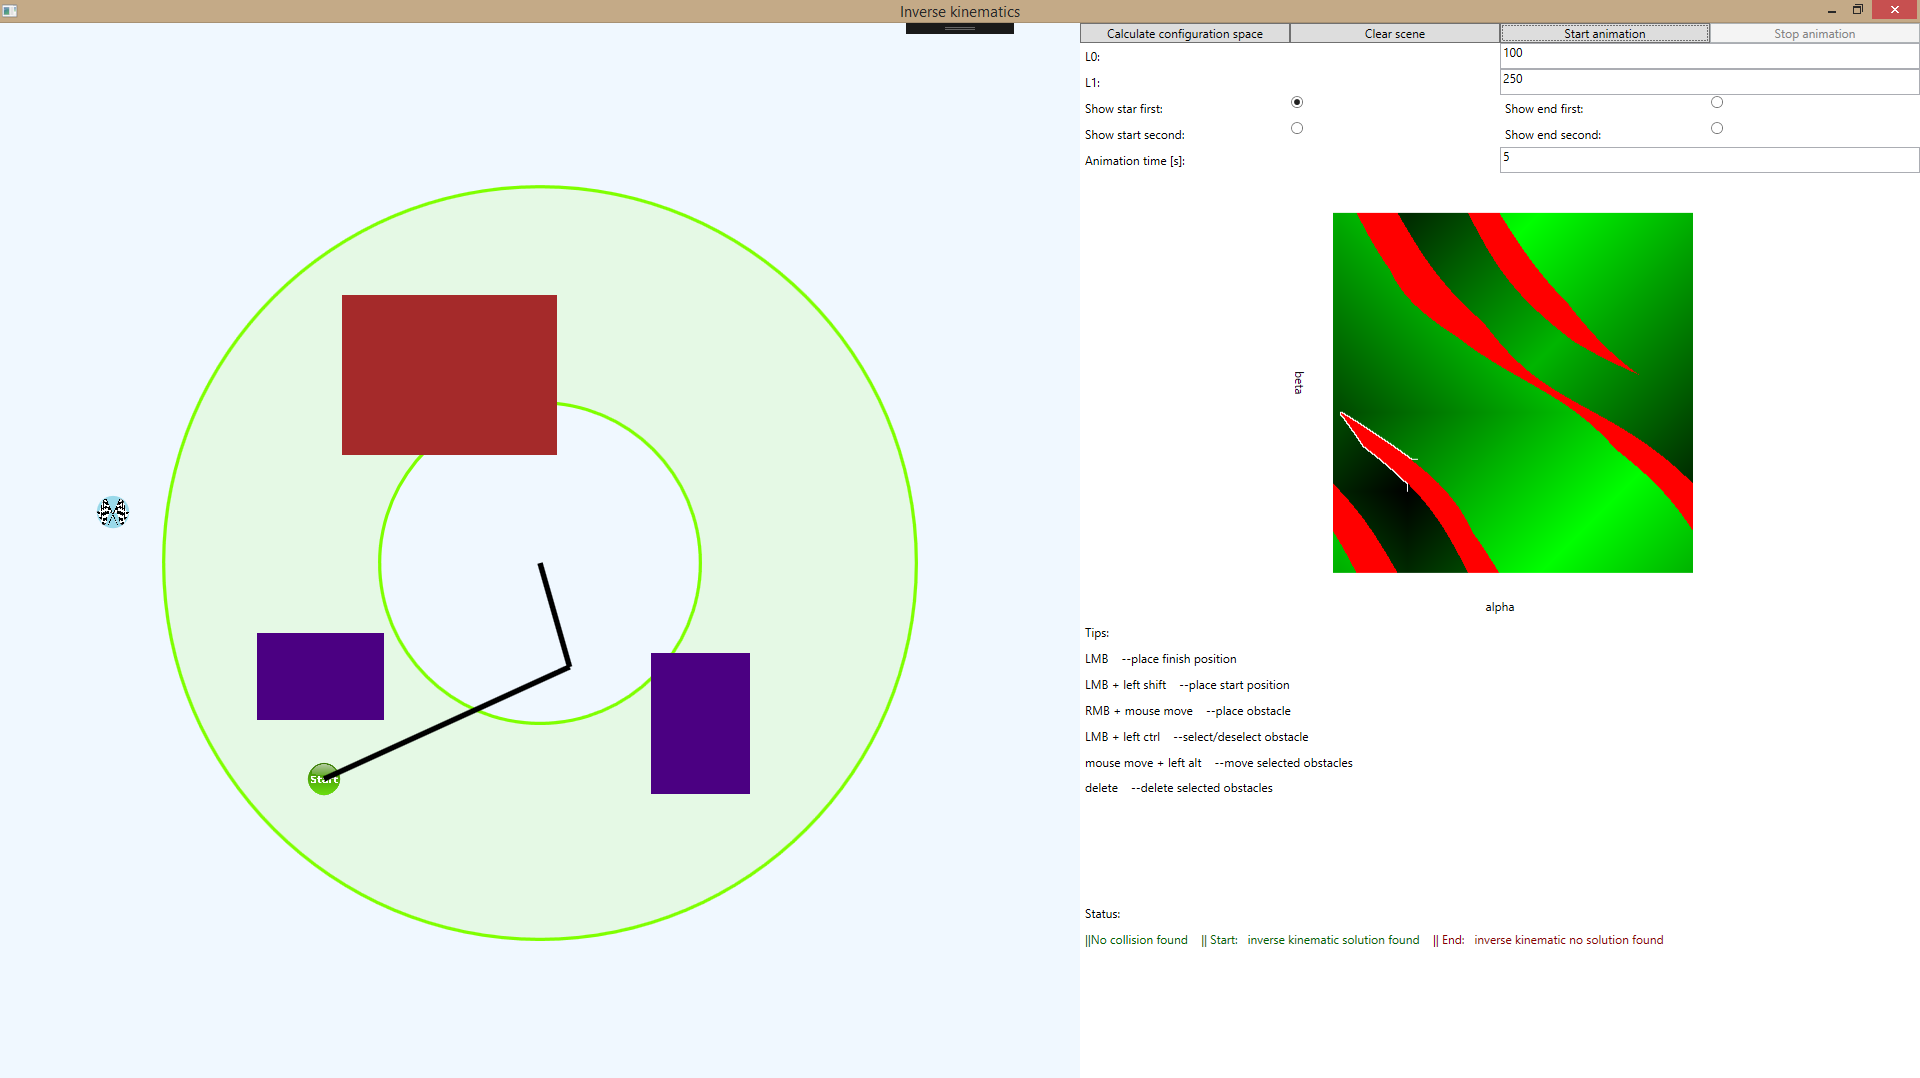 Inverse kinematics
Calculate configuration space
Clear scene
Start animation
Stop animation
L0:
100
L1:
250
Show star first:
Show end first:
Show start second:
Show end second:
Animation time [s]:
5
beta
alpha
Start
Tips:
LMB --place finish position
LMB + left shift --place start position
RMB + mouse move --place obstacle
LMB + left ctrl --select/deselect obstacle
mouse move + left alt --move selected obstacles
delete --delete selected obstacles
Status:
||No collision found || Start: inverse kinematic solution found || End: inverse kinematic no solution found